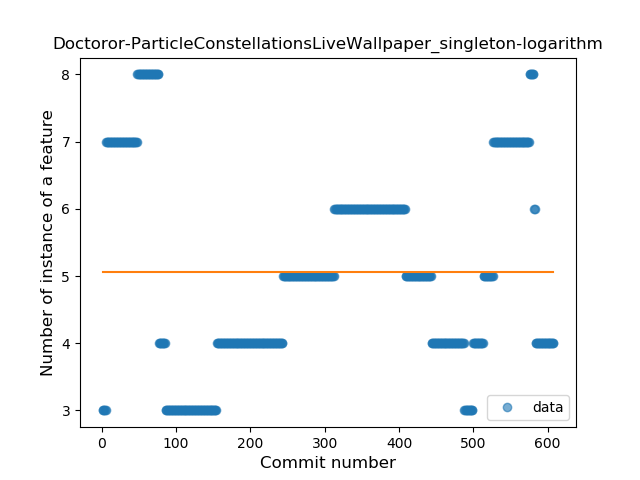 Doctoror-ParticleConstellationsLiveWallpaper_singleton-logarithm
Number of instance of a feature
8
7
6
5
4
3
0 100 200 300 400 500 600
Commit number
data